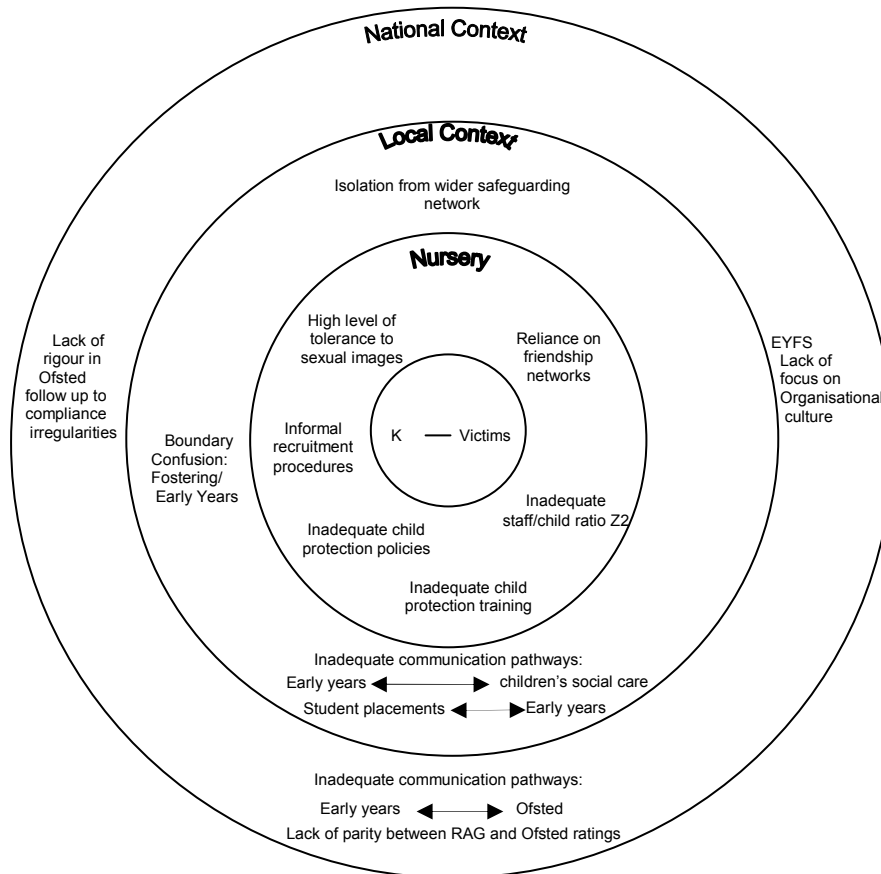 National Context
Local Context
Isolation from wider safeguarding
network
Nursery
High level of
tolerance to
sexual images
Reliance on
friendship
networks
Lack of
rigour in
Ofsted
follow up to
compliance
irregularities
EYFS
Lack of
focus on
Organisational
culture
Boundary
Confusion:
Fostering/
Early Years
Informal
recruitment
procedures
K — Victims
Inadequate
staff/child ratio Z2
Inadequate child
protection policies
Inadequate child
protection training
Inadequate communication pathways:
Early years children's social care
Student placements Early years
Inadequate communication pathways:
Early years Ofsted
Lack of parity between RAG and Ofsted ratings